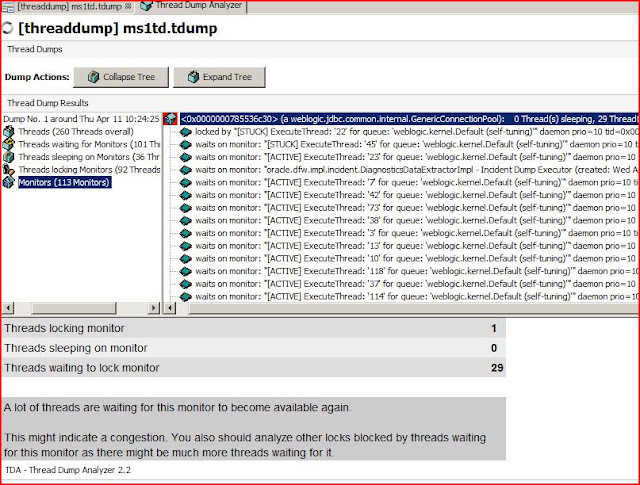 [threaddump] ms1td.tdump
Thread Dump Analyzer
[threaddump] ms1td.tdump
Thread Dumps
Dump Actions: Collapse Tree Expand Tree
Thread Dump Results
Dump No. 1 around Thu Apr 11 10:24:25
Threads (260 Threads overall)
Threads waiting for Monitors (101 Thre
Threads sleeping on Monitors (36 Thre
Threads locking Monitors (92 Threads
Monitors (113 Monitors)
<0x0000000785536c30> (a weblogic.jdbc.common.internal.GenericConnectionPool): 0 Thread(s) sleeping, 29 Threa
locked by "[STUCK] ExecuteThread: '22' for queue: 'weblogic.kernel.Default (self-tuning)'" daemon prio=10 tid=0x00
waits on monitor: "[STUCK] ExecuteThread: '45' for queue: 'weblogic.kernel.Default (self-tuning)'" daemon prio=10
waits on monitor: "[ACTIVE] ExecuteThread: '23' for queue: 'weblogic.kernel.Default (self-tuning)'" daemon prio=10
waits on monitor: "oracle.dfw.impl.incident.DiagnosticsDataExtractorImpl - Incident Dump Executor (created: Wed A
waits on monitor: "[ACTIVE] ExecuteThread: '7' for queue: 'weblogic.kernel.Default (self-tuning)'" daemon prio=10 ti
waits on monitor: "[ACTIVE] ExecuteThread: '42' for queue: 'weblogic.kernel.Default (self-tuning)'" daemon prio=10
waits on monitor: "[ACTIVE] ExecuteThread: '73' for queue: 'weblogic.kernel.Default (self-tuning)'" daemon prio=10
waits on monitor: "[ACTIVE] ExecuteThread: '38' for queue: 'weblogic.kernel.Default (self-tuning)'" daemon prio=10
waits on monitor: "[ACTIVE] ExecuteThread: '3' for queue: 'weblogic.kernel.Default (self-tuning)'" daemon prio=10 ti
waits on monitor: "[ACTIVE] ExecuteThread: '13' for queue: 'weblogic.kernel.Default (self-tuning)'" daemon prio=10
waits on monitor: "[ACTIVE] ExecuteThread: '10' for queue: 'weblogic.kernel.Default (self-tuning)'" daemon prio=10
waits on monitor: "[ACTIVE] ExecuteThread: '118' for queue: 'weblogic.kernel.Default (self-tuning)'" daemon prio=10
waits on monitor: "[ACTIVE] ExecuteThread: '37' for queue: 'weblogic.kernel.Default (self-tuning)'" daemon prio=10
waits on monitor: "[ACTIVE] ExecuteThread: '114' for queue: 'weblogic.kernel.Default (self-tuning)'" daemon prio=10
Threads locking monitor 1
Threads sleeping on monitor 0
Threads waiting to lock monitor 29
A lot of threads are waiting for this monitor to become available again.
This might indicate a congestion. You also should analyze other locks blocked by threads waiting
for this monitor as there might be much more threads waiting for it.
TDA - Thread Dump Analyzer 2.2